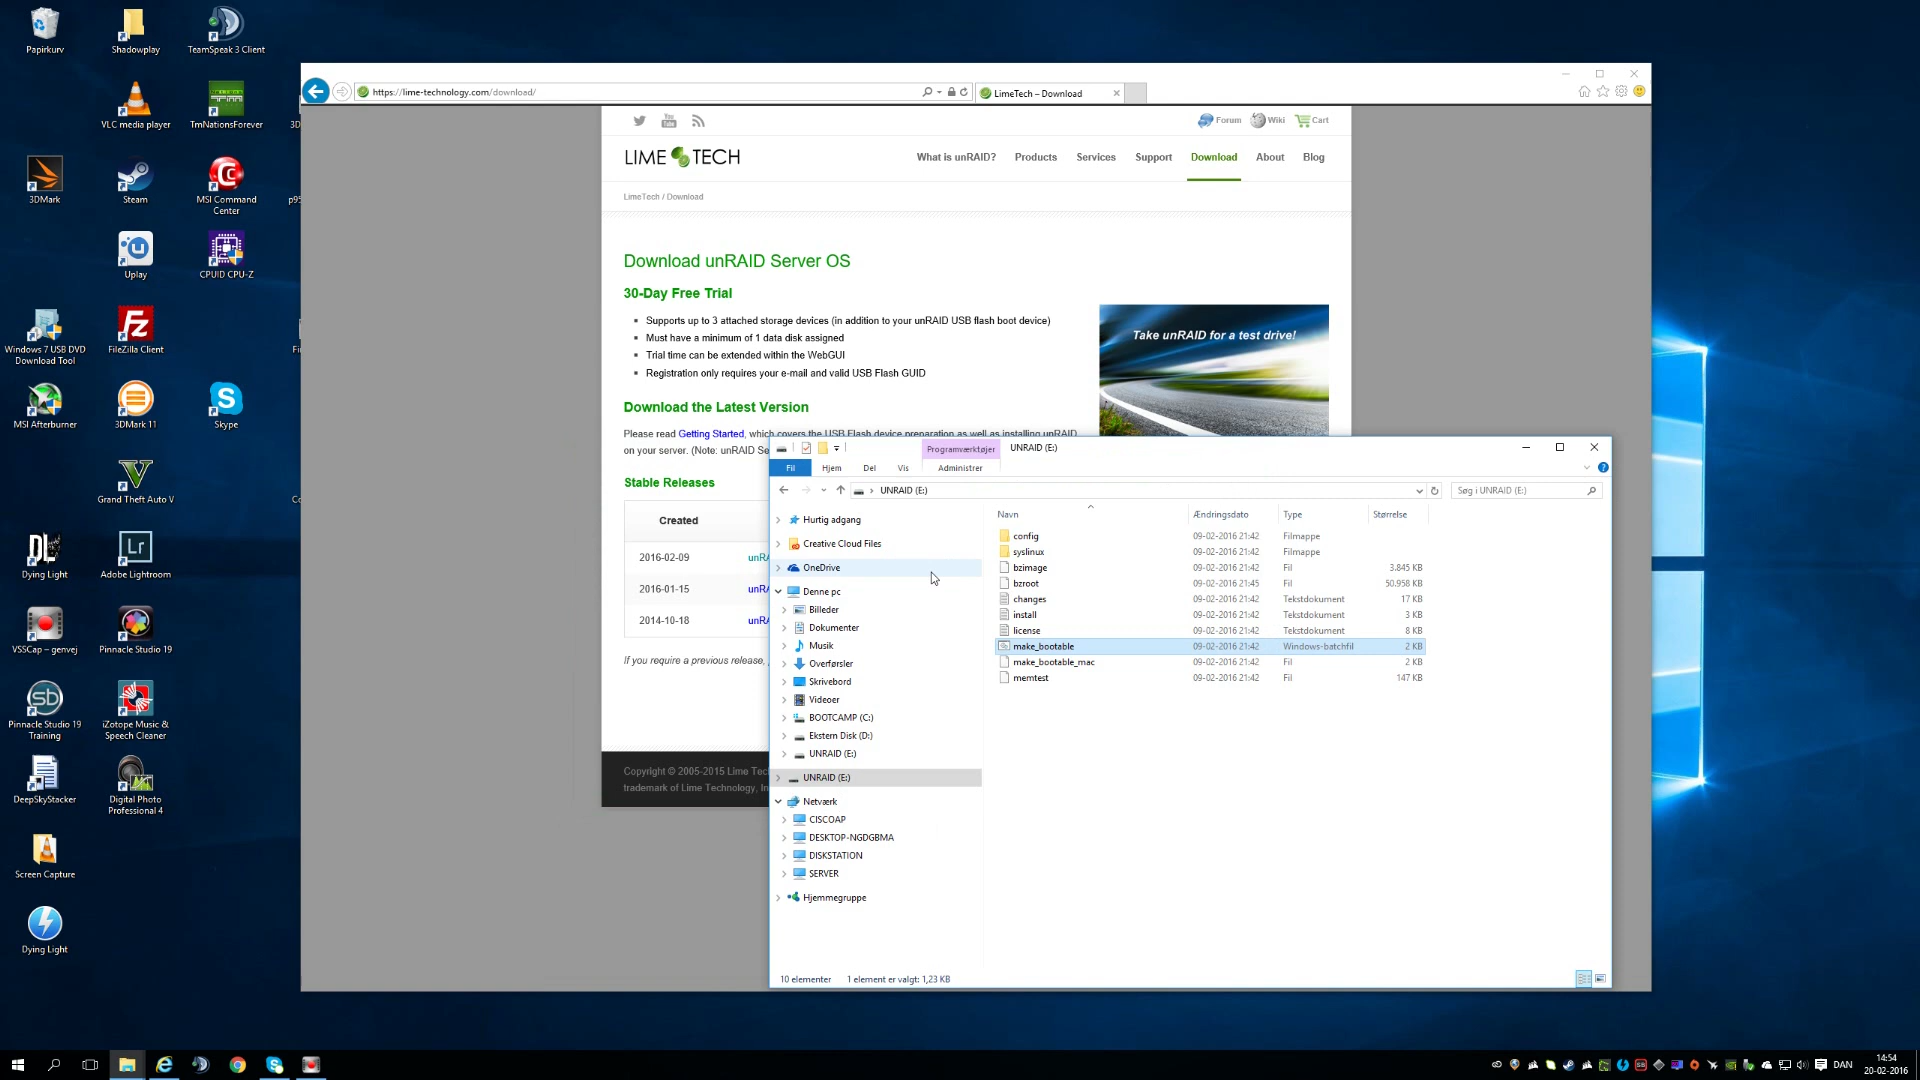 Papirkurv
Shadowplay
TeamSpeak 3 Client
VLC media player
TmNationsForever
3DMark
Steam
MSI Command
Center
Uplay
CPUID CPU-Z
Windows 7 USB DVD
Download Tool
FileZilla Client
MSI Afterburner
3DMark 11
Skype
Grand Theft Auto V
Dying Light
Adobe Lightroom
VSSCap – genvej
Pinnacle Studio 19
Pinnacle Studio 19
Training
iZotope Music &
Speech Cleaner
DeepSkyStacker
Digital Photo
Professional 4
Screen Capture
Dying Light
https://lime-technology.com/download/
LimeTech – Download
Forum
Wiki
Cart
LIME TECH
What is unRAID?
Products
Services
Support
Download
About
Blog
LimeTech / Download
Download unRAID Server OS
30-Day Free Trial
Supports up to 3 attached storage devices (in addition to your unRAID USB flash boot device)
Must have a minimum of 1 data disk assigned
Trial time can be extended within the WebGUI
Registration only requires your e-mail and valid USB Flash GUID
Take unRAID for a test drive!
Download the Latest Version
Please read Getting Started, which covers the USB Flash device preparation as well as installing unRAID
on your server. (Note: unRAID Se
Stable Releases
Created
2016-02-09 unRA
2016-01-15 unRA
2014-10-18 unRA
If you require a previous release,
Copyright © 2005-2015 Lime Tec
trademark of Lime Technology, In
Programværktøjer
UNRAID (E:)
Fil
Hjem
Del
Vis
Administrer
UNRAID (E:)
Søg i UNRAID (E:)
Hurtig adgang
Creative Cloud Files
OneDrive
Denne pc
Billeder
Dokumenter
Musik
Overførsler
Skrivebord
Videoer
BOOTCAMP (C:)
Ekstern Disk (D:)
UNRAID (E:)
UNRAID (E:)
Netværk
CISCOAP
DESKTOP-NGDGBMA
DISKSTATION
SERVER
Hjemmegruppe
Navn Ændringsdato Type Størrelse
config 09-02-2016 21:42 Filmappe
syslinux 09-02-2016 21:42 Filmappe
bzimage 09-02-2016 21:42 Fil 3.845 KB
bzroot 09-02-2016 21:45 Fil 50.958 KB
changes 09-02-2016 21:42 Tekstdokument 17 KB
install 09-02-2016 21:42 Tekstdokument 3 KB
license 09-02-2016 21:42 Tekstdokument 8 KB
make_bootable 09-02-2016 21:42 Windows-batchfil 2 KB
make_bootable_mac 09-02-2016 21:42 Fil 2 KB
memtest 09-02-2016 21:42 Fil 147 KB
10 elementer 1 element er valgt: 1,23 KB
DAN
14:54
20-02-2016